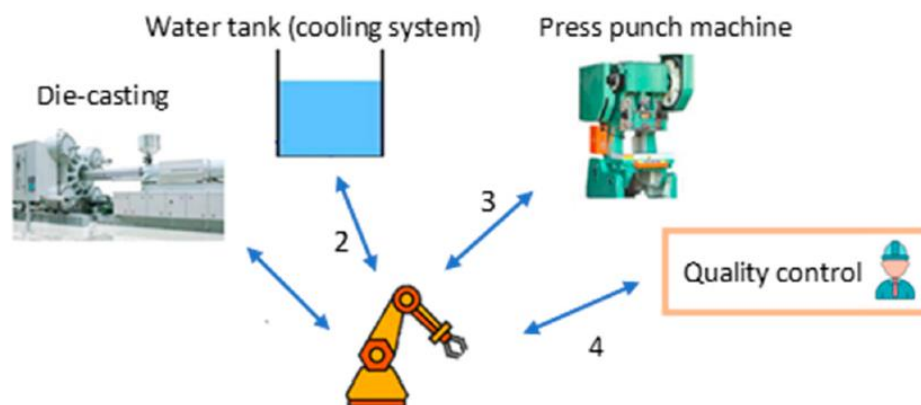 Water tank (cooling system)
Press punch machine
Die-casting
3
2
Quality control
4